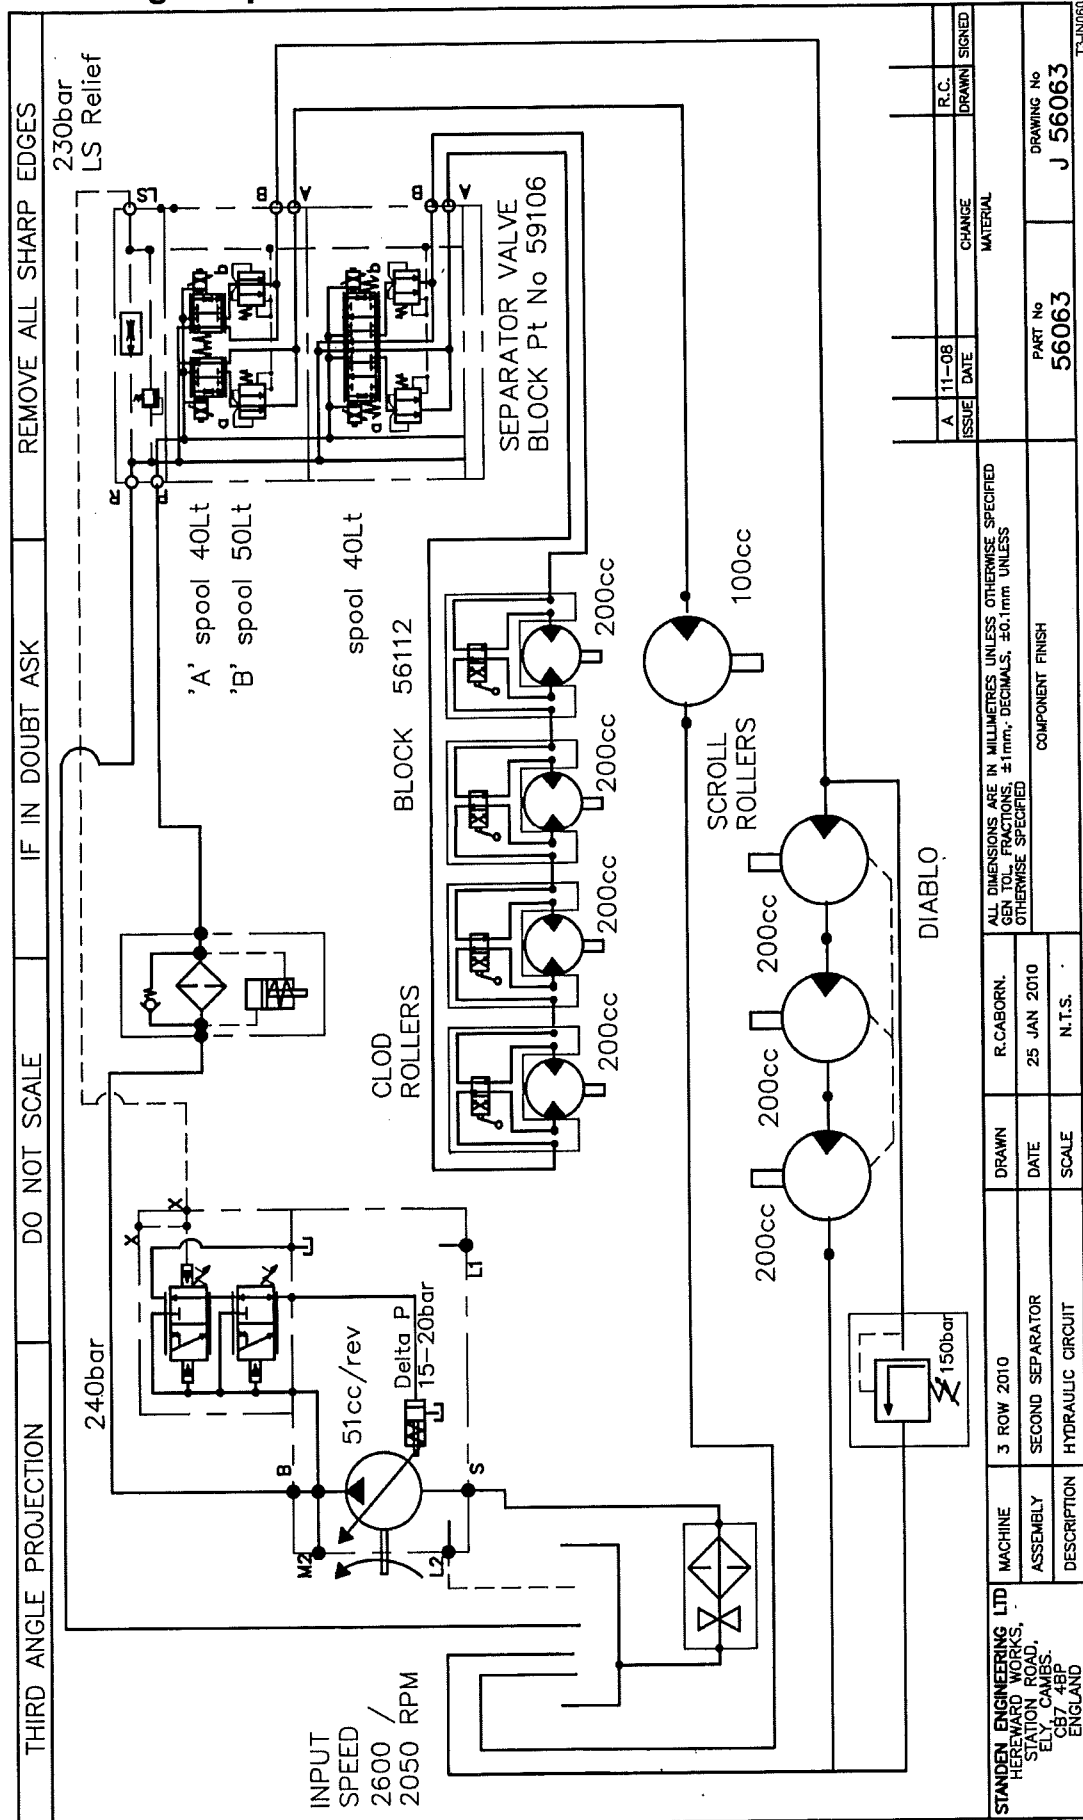 THIRD ANGLE PROJECTION
DO NOT SCALE
IF IN DOUBT ASK
REMOVE ALL SHARP EDGES
230bar
LS Relief
240bar
LS
R
P
B
A
B
A
a
b
a
b
'A' spool 40Lt
'B' spool 50Lt
spool 40Lt
SEPARATOR VALVE
BLOCK Pt No 59106
X
X
51cc/rev
Delta P
15-20bar
B
M2
S
L2
L1
INPUT
SPEED
2600 /
2050 RPM
CLOD
ROLLERS
BLOCK 56112
200cc
200cc
200cc
200cc
SCROLL
ROLLERS
100cc
200cc
200cc
200cc
DIABLO
150bar
STANDEN ENGINEERING LTD
HEREWARD WORKS,
STATION ROAD,
ELY, CAMBS.
CB7 4BP
ENGLAND
MACHINE
3 ROW 2010
ASSEMBLY
SECOND SEPARATOR
DESCRIPTION
HYDRAULIC CIRCUIT
DRAWN
R.CABORN.
DATE
25 JAN 2010
SCALE
N.T.S.
ALL DIMENSIONS ARE IN MILLIMETRES UNLESS OTHERWISE SPECIFIED
GEN TOL, FRACTIONS, ±1mm, DECIMALS, ±0.1mm UNLESS
OTHERWISE SPECIFIED
COMPONENT FINISH
A
11-08
R.C.
ISSUE
DATE
CHANGE
DRAWN
SIGNED
MATERIAL
PART No
56063
DRAWING No
J 56063